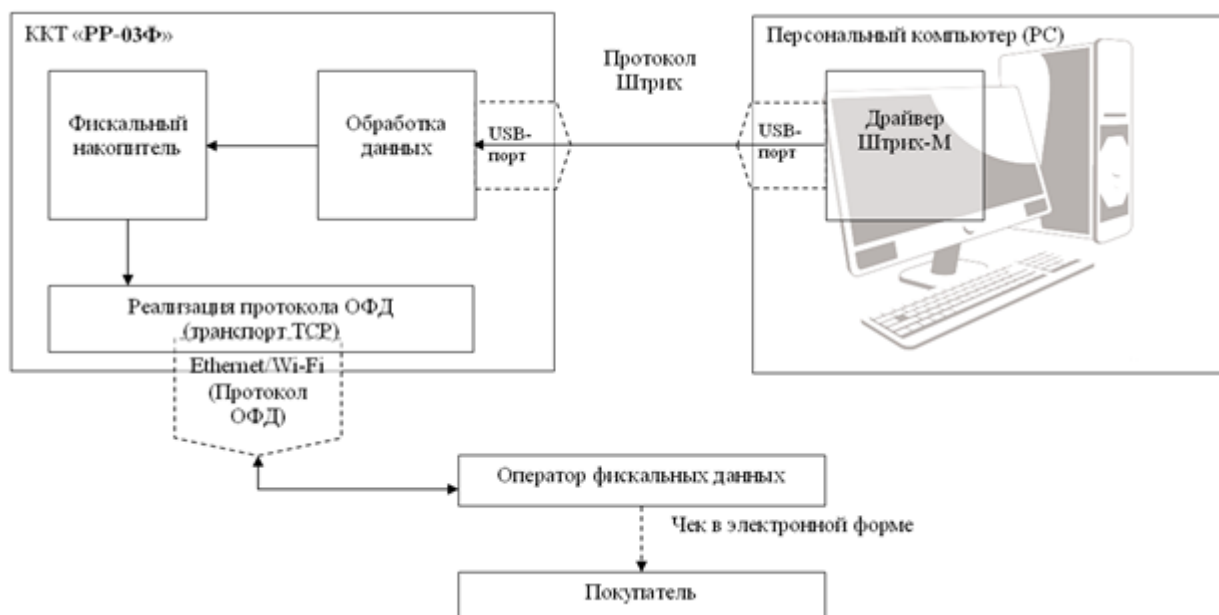 ККТ «РР-03Ф»
Фискальный
накопитель
Обработка
данных
USB-
порт
Протокол
Штрих
Персональный компьютер (PC)
USB-
порт
Драйвер
Штрих-М
Реализация протокола ОФД
(транспорт TCP)
Ethernet/Wi-Fi
(Протокол
ОФД)
Оператор фискальных данных
Чек в электронной форме
Покупатель